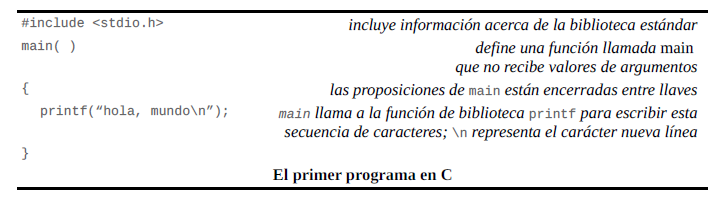 #include <stdio.h> incluye información acerca de la biblioteca estándar
main( ) define una función llamada main
que no recibe valores de argumentos
{ las proposiciones de main están encerradas entre llaves
printf(“hola, mundo\n”); main llama a la función de biblioteca printf para escribir esta
secuencia de caracteres; \n representa el carácter nueva línea
}
El primer programa en C